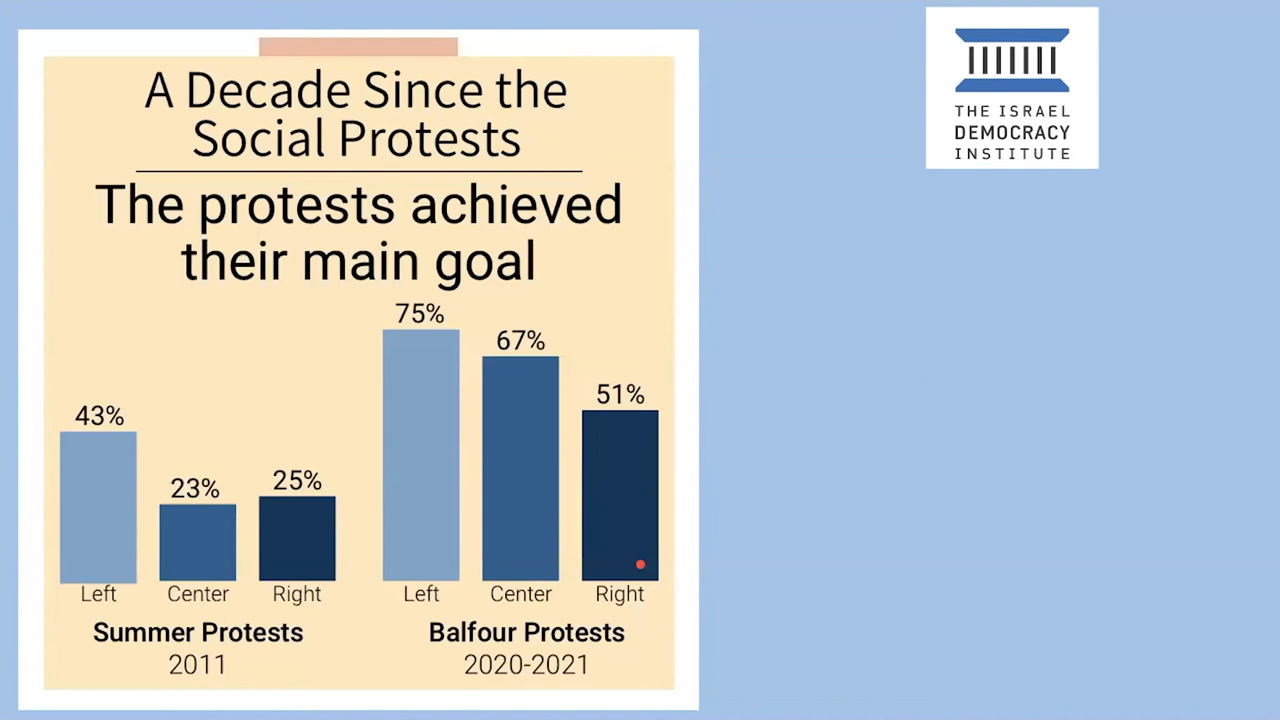 A Decade Since the
Social Protests
The protests achieved
their main goal
43%
23%
25%
75%
67%
51%
Left
Center
Right
Left
Center
Right
Summer Protests
2011
Balfour Protests
2020-2021
THE ISRAEL
DEMOCRACY
INSTITUTE